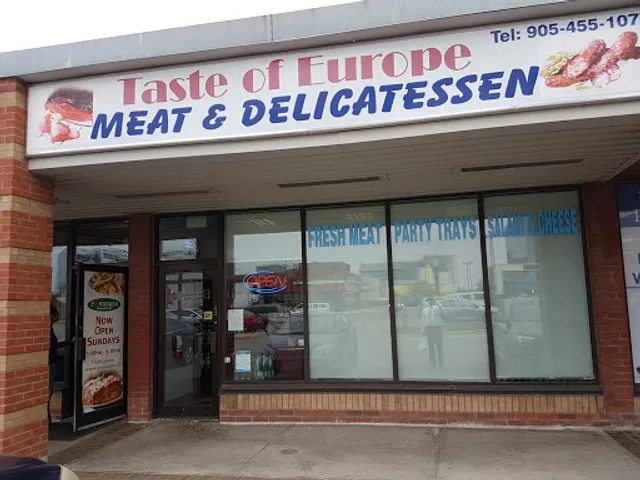 Tel: 905-455-107
Taste of Europe
MEAT & DELICATESSEN
FRESH MEAT PARTY TRAYS SALAMI & CHEESE
OPEN
NOW
OPEN
SUNDAYS